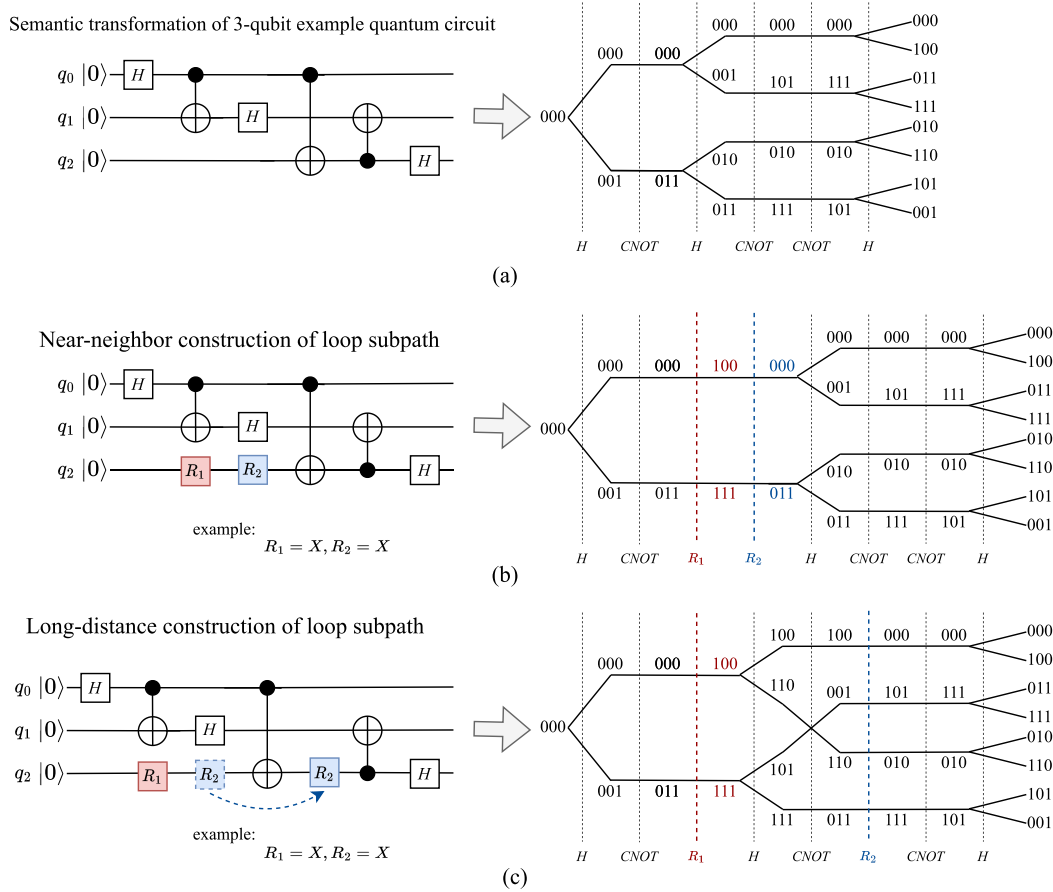 Semantic transformation of 3-qubit example quantum circuit
q₀ |0⟩ H
q₁ |0⟩ H
q₂ |0⟩ H
000
000 000 000 000 000 000
100
001 101 111 011
111
010 010 010 010
110
001 011 011 111 101 101
001
H CNOT H CNOT CNOT H
(a)
Near-neighbor construction of loop subpath
q₀ |0⟩ H
q₁ |0⟩ H
q₂ |0⟩ R₁ R₂ H
example:
R₁ = X, R₂ = X
000
000 000 100 000 000 000 000 000
100
001 101 111 011
111
010 010 010 010
110
001 011 111 011 011 111 101 101
001
H CNOT R₁ R₂ H CNOT CNOT H
(b)
Long-distance construction of loop subpath
q₀ |0⟩ H
q₁ |0⟩ H
q₂ |0⟩ R₁ R₂ R₂ H
example:
R₁ = X, R₂ = X
000
000 000 100 100 100 000 000 000
100
110 001 101 111 011
111
101 110 010 010 010
110
001 011 111 111 011 111 101 101
001
H CNOT R₁ H CNOT R₂ CNOT H
(c)